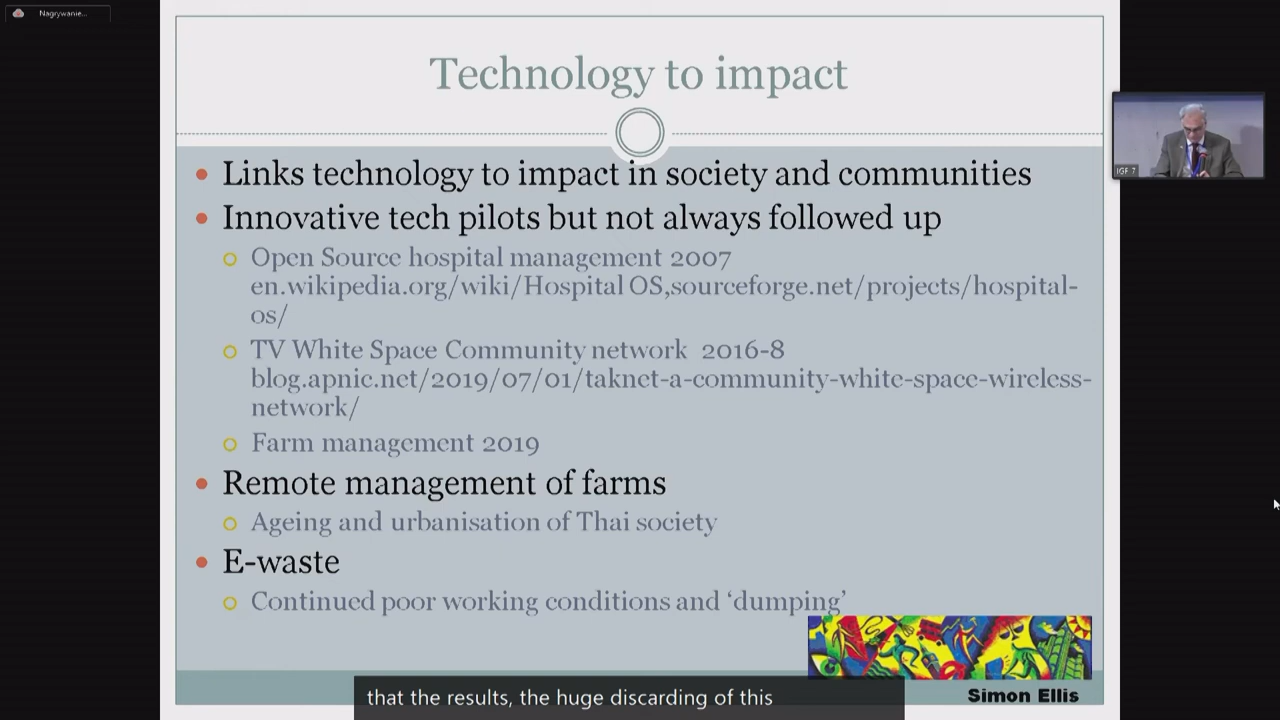 Nagrywanie...
Technology to impact
Links technology to impact in society and communities
Innovative tech pilots but not always followed up
Open Source hospital management 2007
en.wikipedia.org/wiki/Hospital OS,sourceforge.net/projects/hospital-
os/
TV White Space Community network 2016-8
blog.apnic.net/2019/07/01/taknet-a-community-white-space-wireless-
network/
Farm management 2019
Remote management of farms
Ageing and urbanisation of Thai society
E-waste
Continued poor working conditions and ‘dumping’
Simon Ellis
IGF 7
that the results, the huge discarding of this